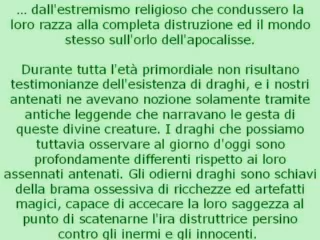 ... dall'estremismo religioso che condussero la
loro razza alla completa distruzione ed il mondo
stesso sull'orlo dell'apocalisse.
Durante tutta l'età primordiale non risultano
testimonianze dell'esistenza di draghi, e i nostri
antenati ne avevano nozione solamente tramite
antiche leggende che narravano le gesta di
queste divine creature. I draghi che possiamo
tuttavia osservare al giorno d'oggi sono
profondamente differenti rispetto ai loro
assennati antenati. Gli odierni draghi sono schiavi
della brama ossessiva di ricchezze ed artefatti
magici, capace di accecare la loro saggezza al
punto di scatenarne l'ira distruttrice persino
contro gli inermi e gli innocenti.